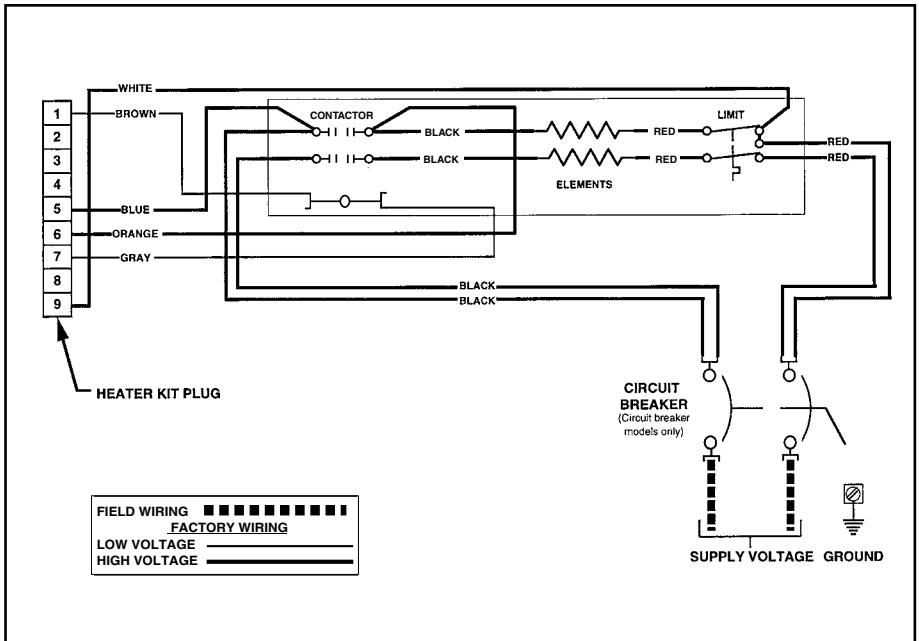 WHITE
1
BROWN
CONTACTOR
LIMIT
2
BLACK
RED
RED
3
BLACK
RED
RED
4
ELEMENTS
5
BLUE
6
ORANGE
7
GRAY
8
BLACK
9
BLACK
HEATER KIT PLUG
CIRCUIT
BREAKER
(Circuit breaker
models only)
FIELD WIRING
FACTORY WIRING
LOW VOLTAGE
HIGH VOLTAGE
SUPPLY VOLTAGE
GROUND